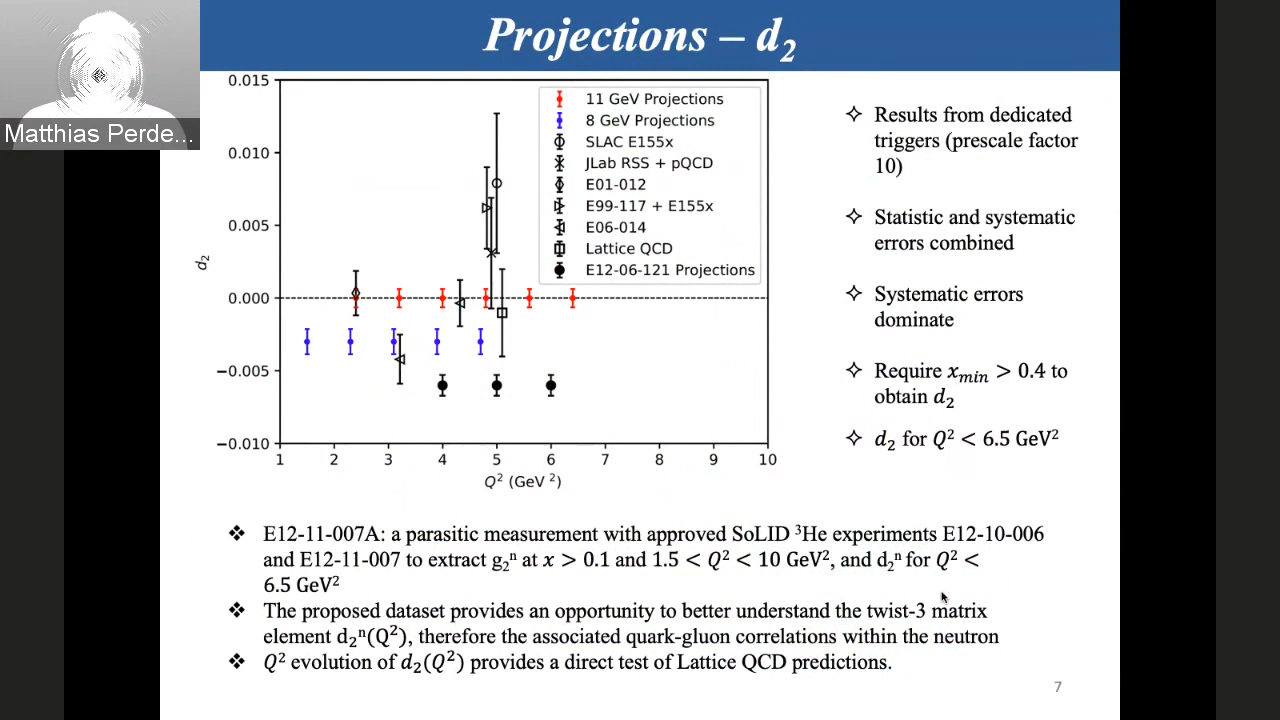 Projections – d₂
Matthias Perde...
0.015
0.010
0.005
0.000
−0.005
−0.010
d₂
1 2 3 4 5 6 7 8 9 10
Q² (GeV ²)
11 GeV Projections
8 GeV Projections
SLAC E155x
JLab RSS + pQCD
E01-012
E99-117 + E155x
E06-014
Lattice QCD
E12-06-121 Projections
✧ Results from dedicated
triggers (prescale factor
10)
✧ Statistic and systematic
errors combined
✧ Systematic errors
dominate
✧ Require xₘᵢₙ > 0.4 to
obtain d₂
✧ d₂ for Q² < 6.5 GeV²
❖ E12-11-007A: a parasitic measurement with approved SoLID ³He experiments E12-10-006
and E12-11-007 to extract g₂ⁿ at x > 0.1 and 1.5 < Q² < 10 GeV², and d₂ⁿ for Q² <
6.5 GeV²
❖ The proposed dataset provides an opportunity to better understand the twist-3 matrix
element d₂ⁿ(Q²), therefore the associated quark-gluon correlations within the neutron
❖ Q² evolution of d₂(Q²) provides a direct test of Lattice QCD predictions.
7